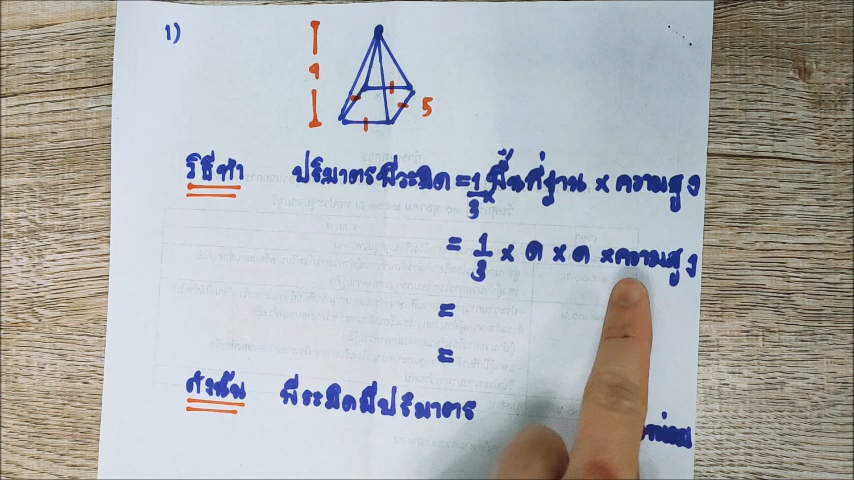 1)
9
5
วิธีทำ ปริมาตรพีระมิด = 1/3 × พื้นที่ฐาน × ความสูง
= 1/3 × ด × ด × ความสูง
=
=
ดังนั้น พีระมิดมีปริมาตร